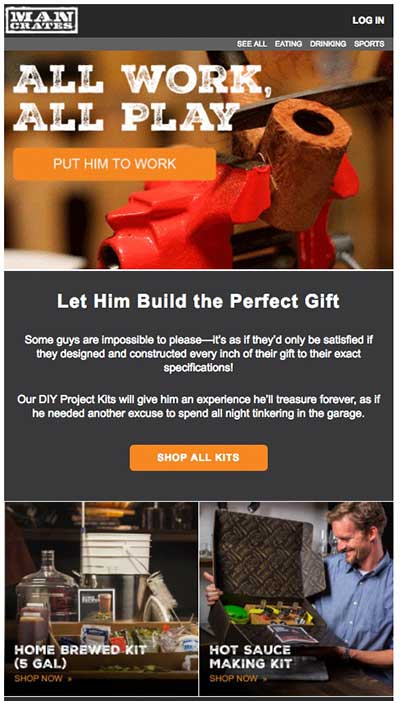 MAN
CRATES
LOG IN
SEE ALL EATING DRINKING SPORTS
ALL WORK,
ALL PLAY
PUT HIM TO WORK
Let Him Build the Perfect Gift
Some guys are impossible to please—it's as if they'd only be satisfied if
they designed and constructed every inch of their gift to their exact
specifications!
Our DIY Project Kits will give him an experience he'll treasure forever, as if
he needed another excuse to spend all night tinkering in the garage.
SHOP ALL KITS
HOME BREWED KIT
(5 GAL)
SHOP NOW »
HOT SAUCE
MAKING KIT
SHOP NOW »